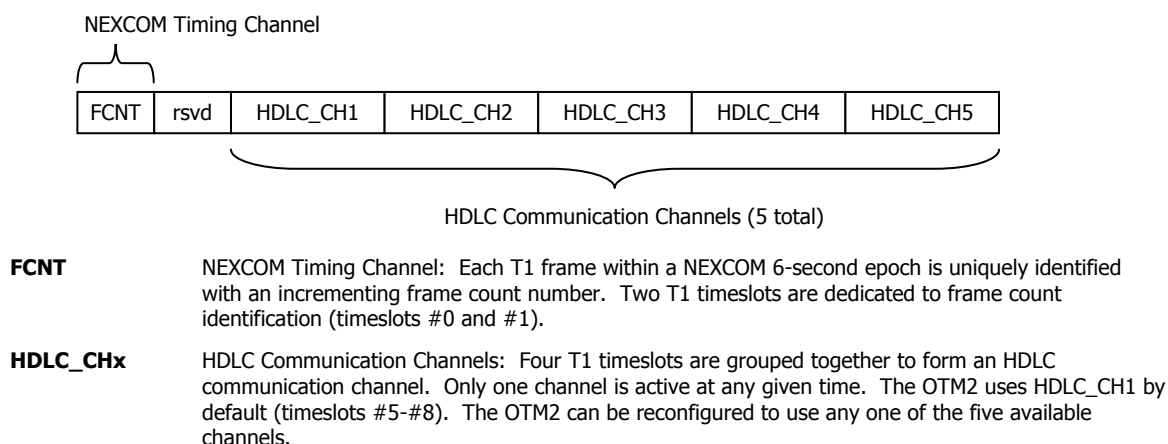 NEXCOM Timing Channel
FCNT rsvd HDLC_CH1 HDLC_CH2 HDLC_CH3 HDLC_CH4 HDLC_CH5
HDLC Communication Channels (5 total)
FCNT NEXCOM Timing Channel: Each T1 frame within a NEXCOM 6-second epoch is uniquely identified
with an incrementing frame count number. Two T1 timeslots are dedicated to frame count
identification (timeslots #0 and #1).
HDLC_CHx HDLC Communication Channels: Four T1 timeslots are grouped together to form an HDLC
communication channel. Only one channel is active at any given time. The OTM2 uses HDLC_CH1 by
default (timeslots #5-#8). The OTM2 can be reconfigured to use any one of the five available
channels.